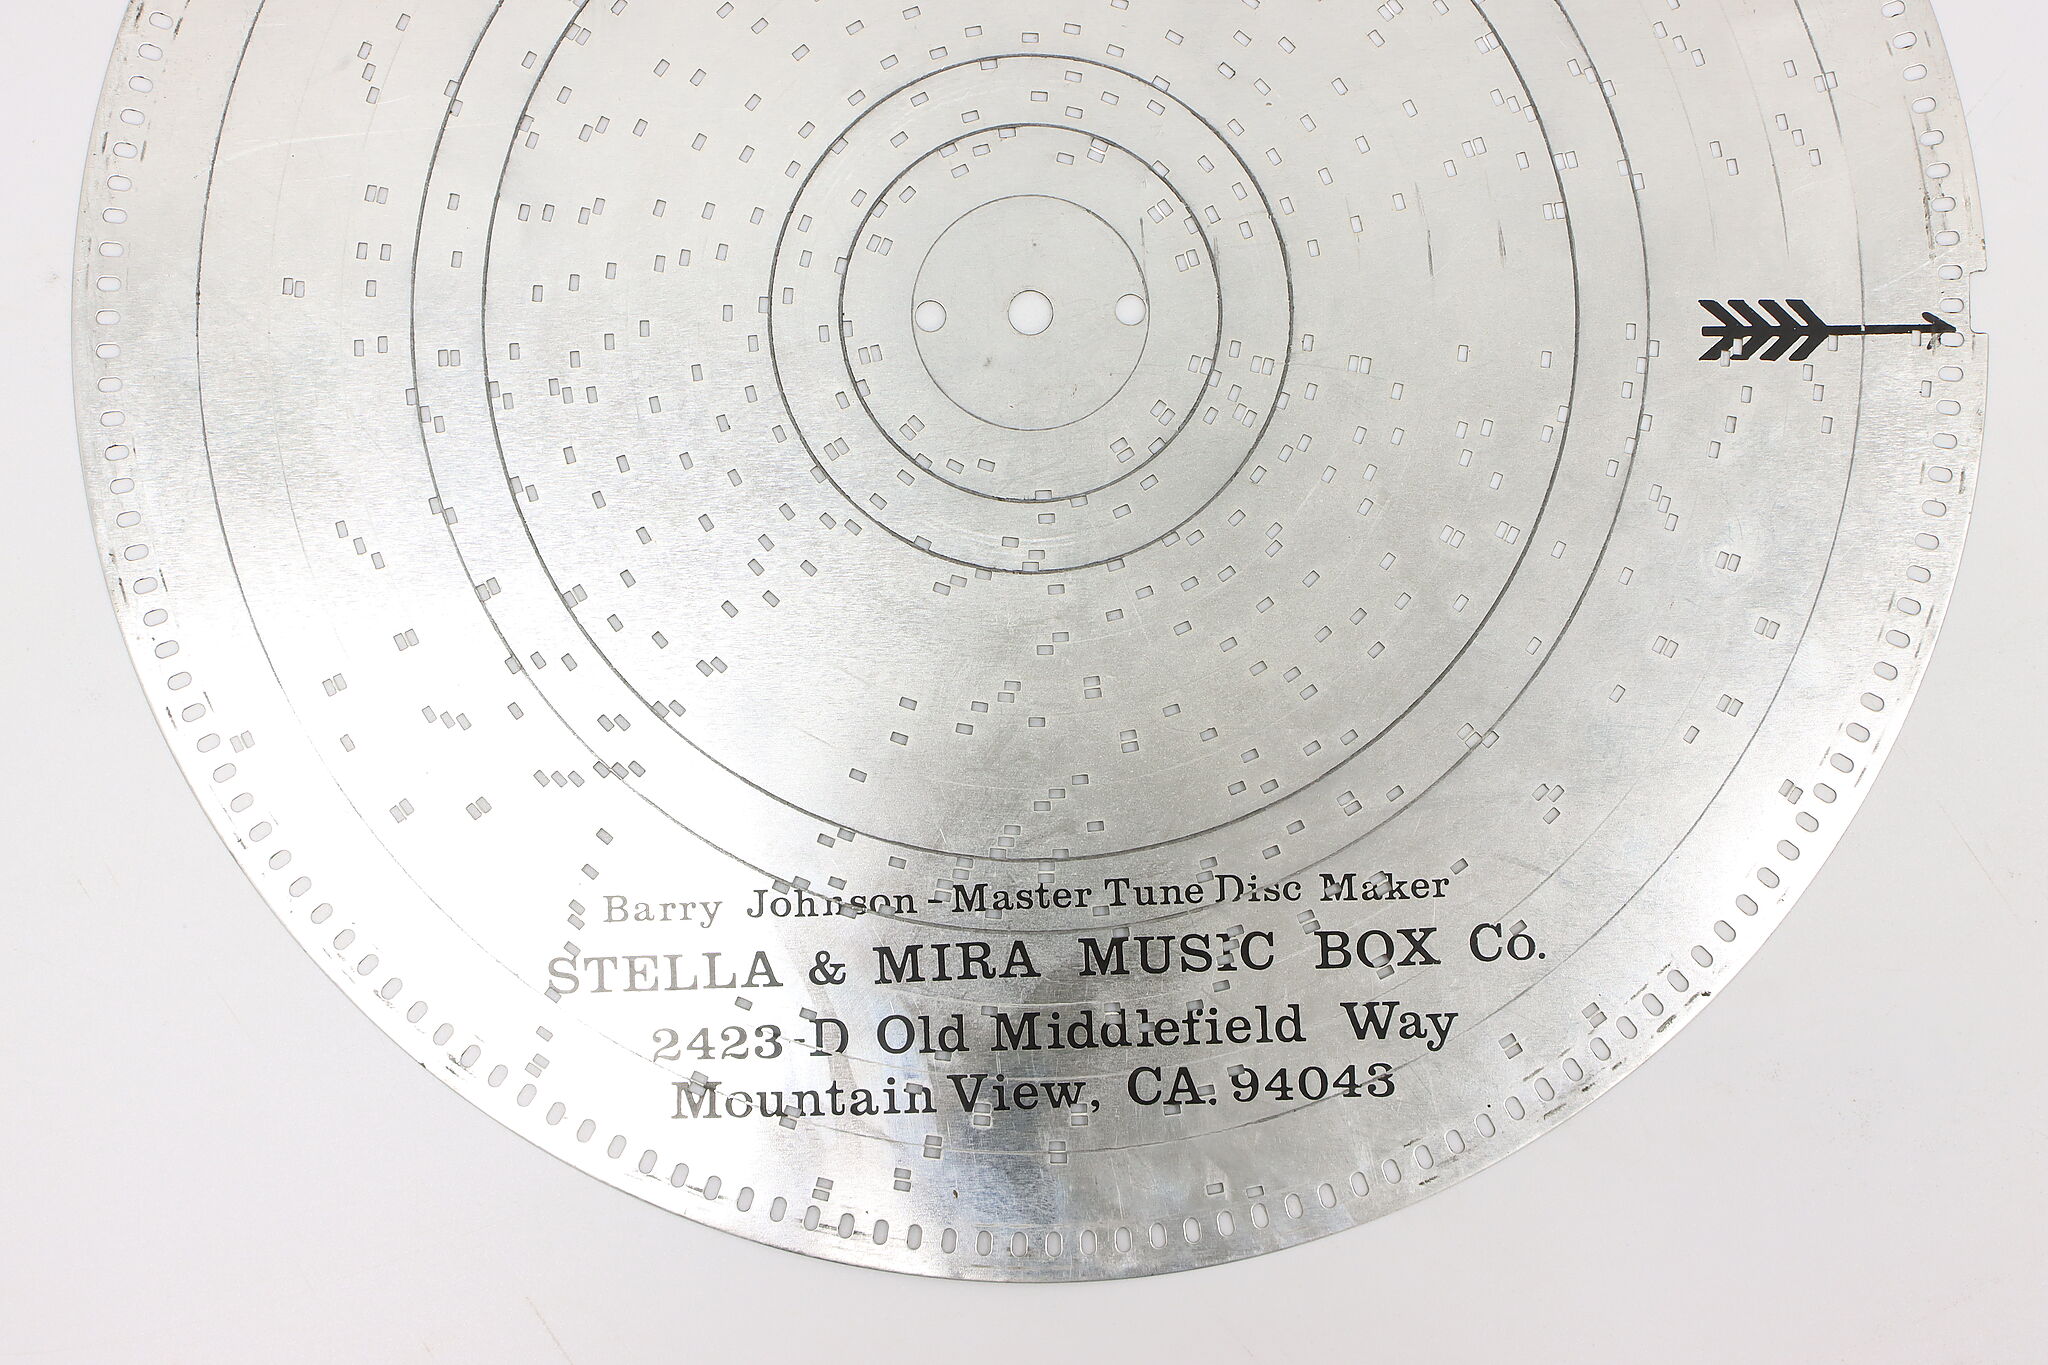 Barry Johnson - Master Tune Disc Maker
STELLA & MIRA MUSIC BOX Co.
2423-D Old Middlefield Way
Mountain View, CA. 94043